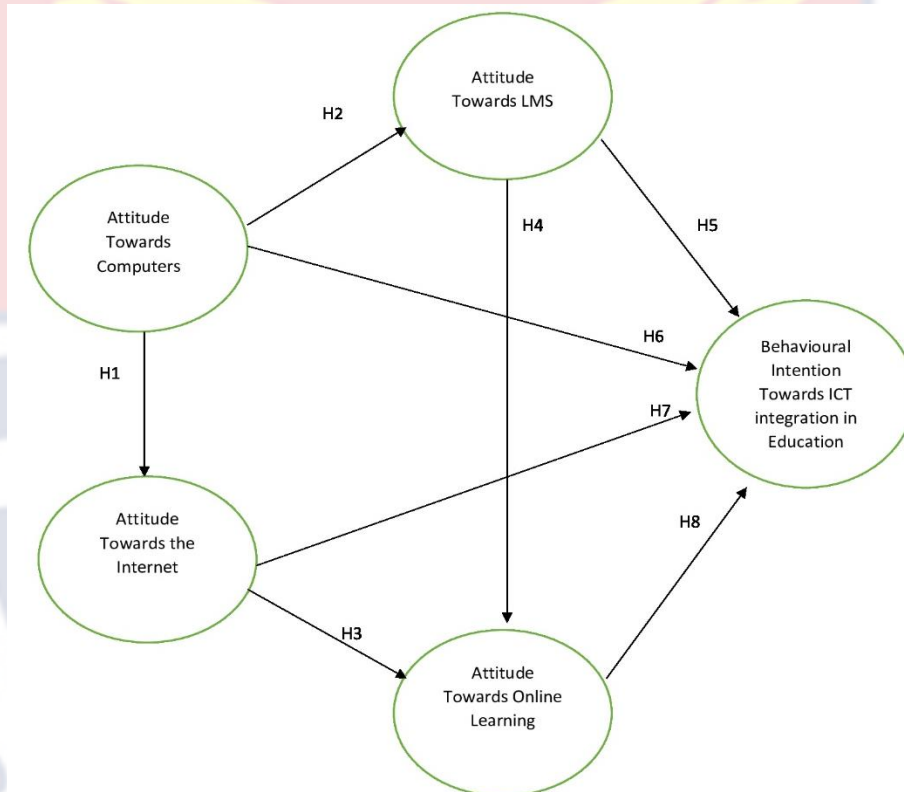 Attitude
Towards LMS
H2
Attitude
Towards
Computers
H4
H5
H6
H1
Behavioural
Intention
Towards ICT
integration in
Education
H7
Attitude
Towards the
Internet
H8
H3
Attitude
Towards Online
Learning